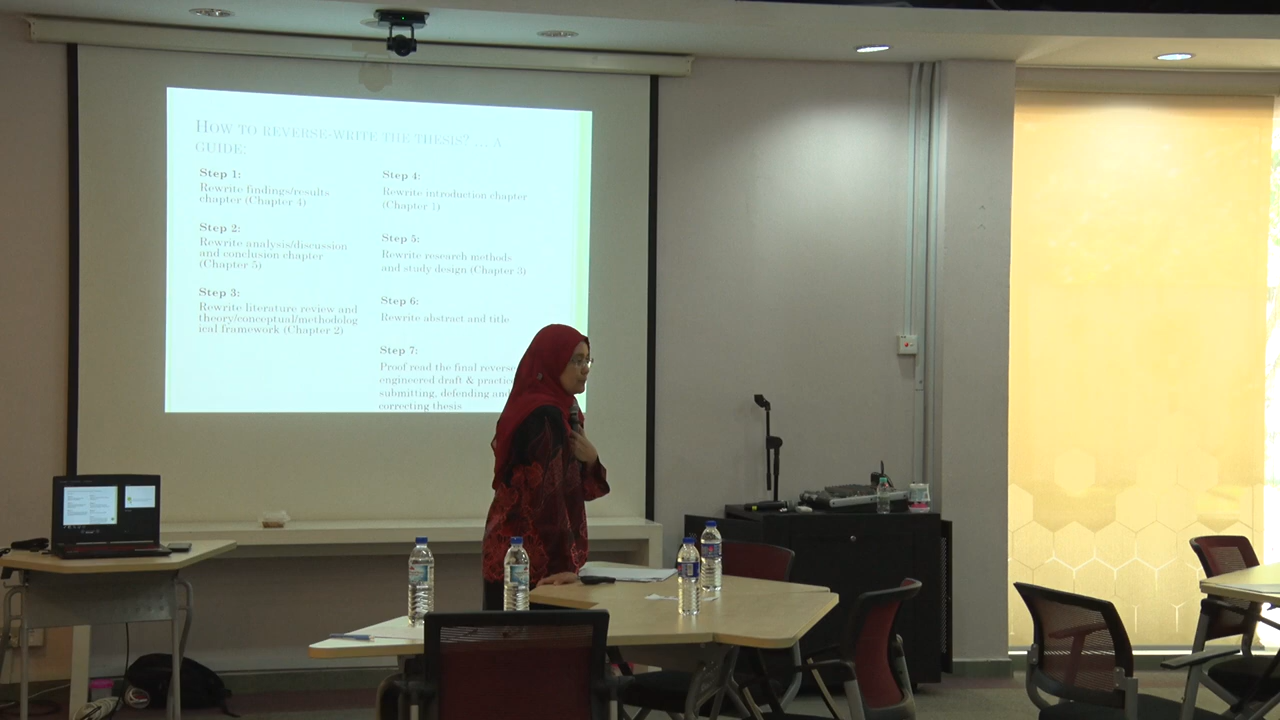 HOW TO REVERSE-WRITE THE THESIS? ... A
GUIDE:
Step 1:
Rewrite findings/results
chapter (Chapter 4)
Step 2:
Rewrite analysis/discussion
and conclusion chapter
(Chapter 5)
Step 3:
Rewrite literature review and
theory/conceptual/methodolog
ical framework (Chapter 2)
Step 4:
Rewrite introduction chapter
(Chapter 1)
Step 5:
Rewrite research methods
and study design (Chapter 3)
Step 6:
Rewrite abstract and title
Step 7:
Proof read the final reverse
engineered draft & practice
submitting, defending and
correcting thesis